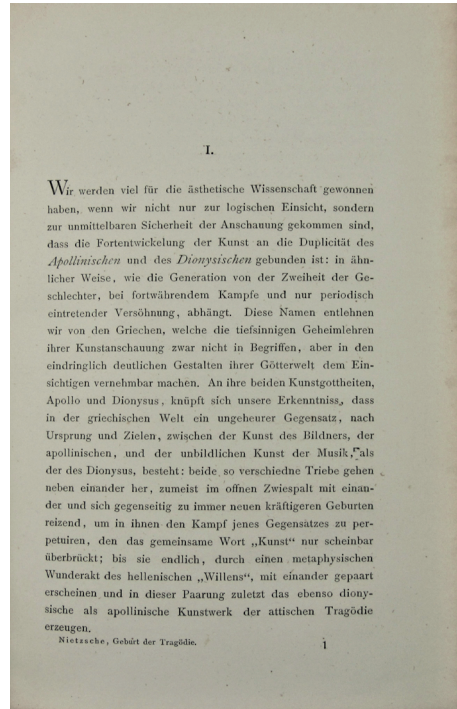 I.
Wir werden viel für die ästhetische Wissenschaft gewonnen
haben, wenn wir nicht nur zur logischen Einsicht, sondern
zur unmittelbaren Sicherheit der Anschauung gekommen sind,
dass die Fortentwickelung der Kunst an die Duplicität des
Apollinischen und des Dionysischen gebunden ist: in ähn-
licher Weise, wie die Generation von der Zweiheit der Ge-
schlechter, bei fortwährendem Kampfe und nur periodisch
eintretender Versöhnung, abhängt. Diese Namen entlehnen
wir von den Griechen, welche die tiefsinnigen Geheimlehren
ihrer Kunstanschauung zwar nicht in Begriffen, aber in den
eindringlich deutlichen Gestalten ihrer Götterwelt dem Ein-
sichtigen vernehmbar machen. An ihre beiden Kunstgottheiten,
Apollo und Dionysus, knüpft sich unsere Erkenntniss, dass
in der griechischen Welt ein ungeheurer Gegensatz, nach
Ursprung und Zielen, zwischen der Kunst des Bildners, der
apollinischen, und der unbildlichen Kunst der Musik, als
der des Dionysus, besteht: beide so verschiedne Triebe gehen
neben einander her, zumeist im offnen Zwiespalt mit einan-
der und sich gegenseitig zu immer neuen kräftigeren Geburten
reizend, um in ihnen den Kampf jenes Gegensatzes zu per-
petuiren, den das gemeinsame Wort „Kunst“ nur scheinbar
überbrückt; bis sie endlich, durch einen metaphysischen
Wunderakt des hellenischen „Willens“, mit einander gepaart
erscheinen und in dieser Paarung zuletzt das ebenso diony-
sische als apollinische Kunstwerk der attischen Tragödie
erzeugen.
Nietzsche, Geburt der Tragödie. 1